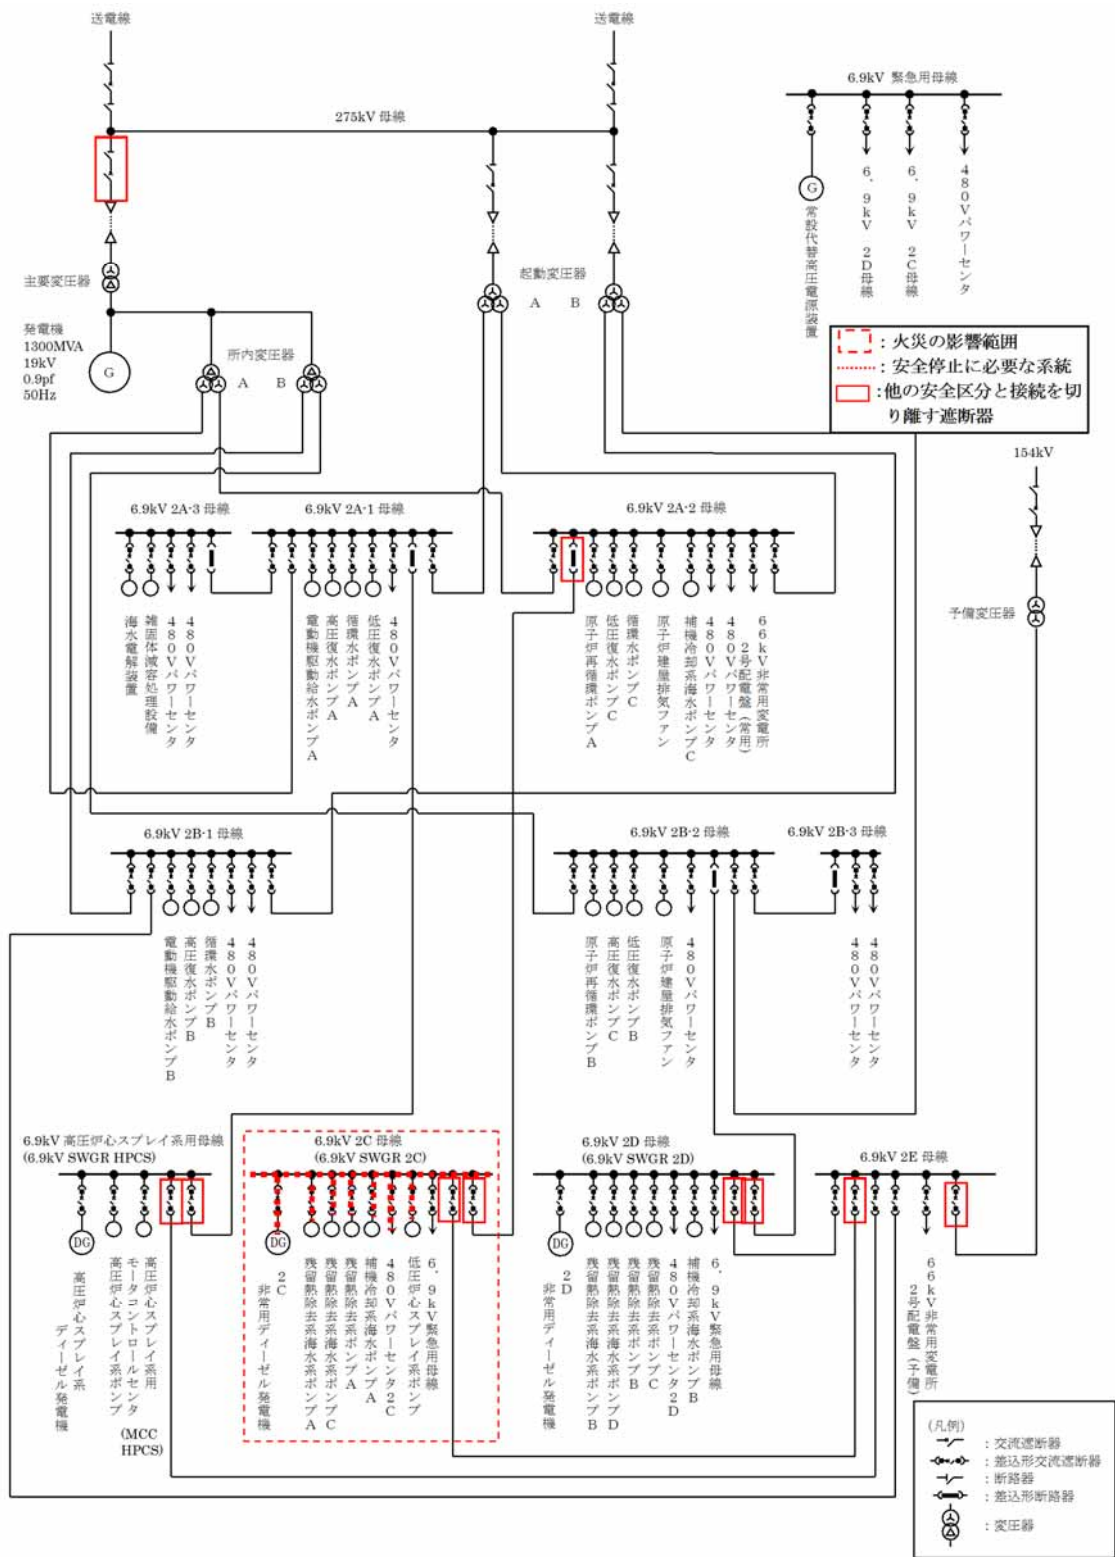 送電線
送電線
6.9kV 緊急用母線
275kV 母線
G
常設代替高圧電源装置
6．9kV 2D母線
6．9kV 2C母線
480Vパワーセンタ
主要変圧器
起動変圧器
A
B
発電機
1300MVA
19kV
0.9pf
50Hz
G
所内変圧器
A
B
：火災の影響範囲
：安全停止に必要な系統
：他の安全区分と接続を切
り離す遮断器
154kV
予備変圧器
6.9kV 2A-3 母線
海水電解装置
雑固体減容処理設備
480Vパワーセンタ
480Vパワーセンタ
6.9kV 2A-1 母線
電動機駆動給水ポンプA
高圧復水ポンプA
循環水ポンプA
低圧復水ポンプA
480Vパワーセンタ
6.9kV 2A-2 母線
原子炉再循環ポンプA
低圧復水ポンプC
循環水ポンプC
原子炉建屋排気ファン
補機冷却系海水ポンプC
480Vパワーセンタ
480Vパワーセンタ
66kV非常用変電所
2号配電盤（常用）
6.9kV 2B-1 母線
電動機駆動給水ポンプB
高圧復水ポンプB
循環水ポンプB
480Vパワーセンタ
480Vパワーセンタ
6.9kV 2B-2 母線
原子炉再循環ポンプB
高圧復水ポンプC
低圧復水ポンプB
原子炉建屋排気ファン
480Vパワーセンタ
6.9kV 2B-3 母線
480Vパワーセンタ
480Vパワーセンタ
6.9kV 高圧炉心スプレイ系用母線
(6.9kV SWGR HPCS)
DG
高圧炉心スプレイ系
ディーゼル発電機
高圧炉心スプレイ系ポンプ
高圧炉心スプレイ系用
モータコントロールセンタ
(MCC
HPCS)
6.9kV 2C 母線
(6.9kV SWGR 2C)
DG
2C
非常用ディーゼル発電機
残留熱除去系海水系ポンプA
残留熱除去系海水系ポンプC
残留熱除去系ポンプA
補機冷却系海水ポンプA
480Vパワーセンタ2C
低圧炉心スプレイ系ポンプ
6．9kV緊急用母線
6.9kV 2D 母線
(6.9kV SWGR 2D)
DG
2D
非常用ディーゼル発電機
残留熱除去系海水系ポンプB
残留熱除去系海水系ポンプD
残留熱除去系ポンプB
残留熱除去系ポンプC
480Vパワーセンタ2D
補機冷却系海水ポンプB
6．9kV緊急用母線
6.9kV 2E 母線
66kV非常用変電所
2号配電盤（予備）
(凡例)
：交流遮断器
：差込形交流遮断器
：断路器
：差込形断路器
：変圧器